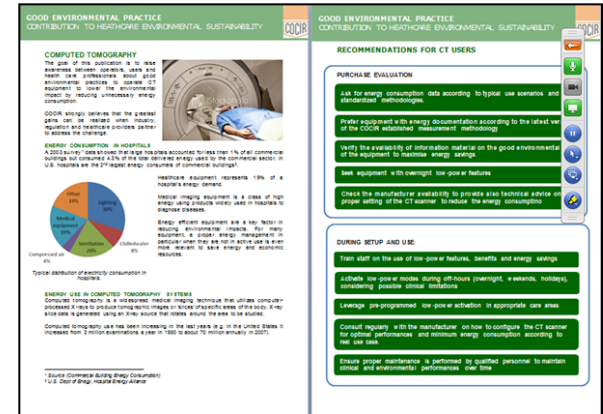 GOOD ENVIRONMENTAL PRACTICE
CONTRIBUTION TO HEATHCARE ENVIRONMENTAL SUSTAINABILITY
COCIR
COMPUTED TOMOGRAPHY
The goal of this publication is to raise
awareness between operators, users and
health care professionals about good
environmental practices to operate CT
equipment to lower the environmental
impact by reducing unnecessary energy
consumption.
COCIR strongly believes that the greatest
gains can be realized when industry,
regulation and healthcare providers partner
to address the challenge.
ENERGY CONSUMPTION IN HOSPITALS
A 2003 survey¹ data showed that large hospitals accounted for less than 1% of all commercial
buildings but consumed 4.3% of the total delivered energy used by the commercial sector. In
U.S. hospitals are the 2nd largest energy consumers of commercial buildings².
Healthcare equipment represents 19% of a
hospital's energy demand.
Medical imaging equipment is a class of high
energy using products widely used in hospitals to
diagnose diseases.
Energy efficient equipment are a key factor in
reducing environmental impacts. For many
equipment, a proper energy management in
particular when they are not in active use is even
more relevant to save energy and economic
resources.
Other
Lighting
Medical
equipment
Ventilation
20%
Chilled water
8%
Compressed air
Typical distribution of electricity consumption in
hospitals.
ENERGY USE IN COMPUTED TOMOGRAPHY SYSTEMS
Computed tomography is a widespread medical imaging technique that utilizes computer-
processed X-rays to produce tomographic images or 'slices' of specific areas of the body. X-ray
slice data is generated using an X-ray source that rotates around the area to be studied.
Computed tomography use has been increasing in the last years (e.g. in the United States it
increased from 3 million examinations a year in 1980 to about 70 million annually in 2007).
¹ Source (Commercial Building Energy Consumption)
² U.S. Dept of Energy, Hospital Energy Alliance
GOOD ENVIRONMENTAL PRACTICE
CONTRIBUTION TO HEATHCARE ENVIRONMENTAL SUSTAINABILITY
COCIR
RECOMMENDATIONS FOR CT USERS
PURCHASE EVALUATION
Ask for energy consumption data according to typical use scenarios and
standardized methodologies.
Prefer equipment with energy documentation according to the latest ver
of the COCIR established measurement methodology
Verify the availability of information material on the good environmental
of the equipment to maximise energy savings
Seek equipment with overnight low-power features
Check the manufacturer availability to provide also technical advice on
proper setting of the CT scanner to reduce the energy consumptino
DURING SETUP AND USE:
Train staff on the use of low-power features, benefits and energy savings
Activate low-power modes during off-hours (overnight, weekends, holidays),
considering possible clinical limitations
Leverage pre-programmed low-power activation in appropriate care areas
Consult regularly with the manufacturer on how to configure the CT scanner
for optimal performances and minimum energy consumption according to
real use case.
Ensure proper maintenance is performed by qualified personnel to maintain
clinical and environmental performances over time